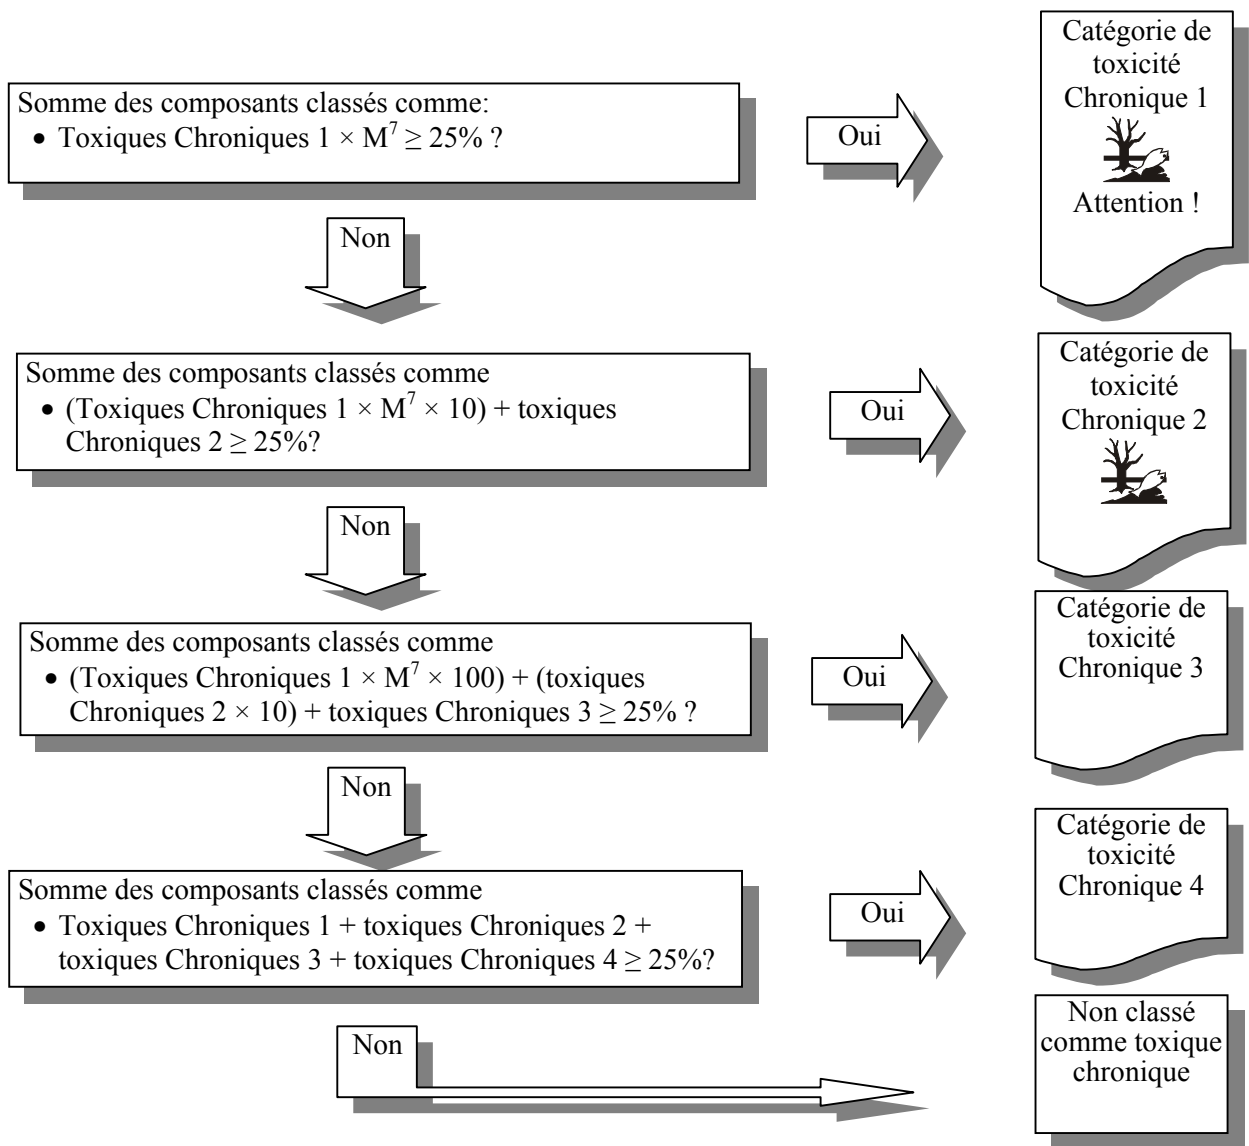 Somme des composants classés comme:
• Toxiques Chroniques 1 × M⁷ ≥ 25% ?
Oui
Catégorie de
toxicité
Chronique 1
Attention !
Non
Somme des composants classés comme
• (Toxiques Chroniques 1 × M⁷ × 10) + toxiques
Chroniques 2 ≥ 25%?
Oui
Catégorie de
toxicité
Chronique 2
Non
Somme des composants classés comme
• (Toxiques Chroniques 1 × M⁷ × 100) + (toxiques
Chroniques 2 × 10) + toxiques Chroniques 3 ≥ 25% ?
Oui
Catégorie de
toxicité
Chronique 3
Non
Somme des composants classés comme
• Toxiques Chroniques 1 + toxiques Chroniques 2 +
toxiques Chroniques 3 + toxiques Chroniques 4 ≥ 25%?
Oui
Catégorie de
toxicité
Chronique 4
Non
Non classé
comme toxique
chronique